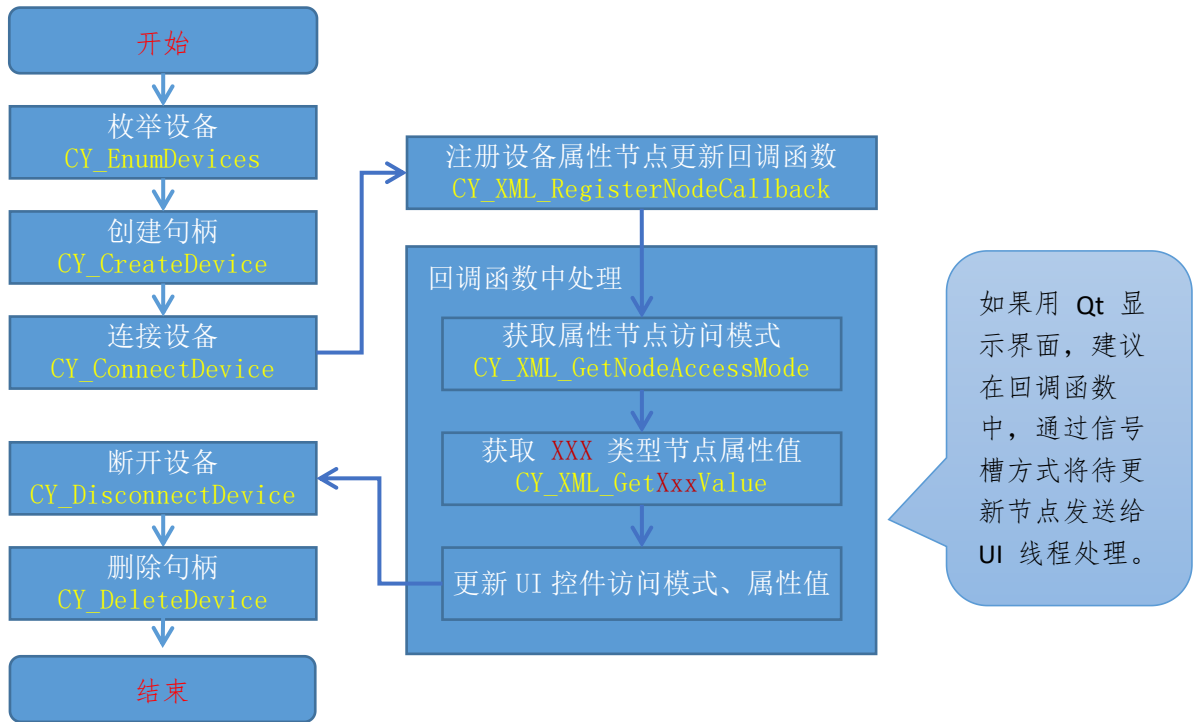 开始
枚举设备
CY_EnumDevices
创建句柄
CY_CreateDevice
连接设备
CY_ConnectDevice
注册设备属性节点更新回调函数
CY_XML_RegisterNodeCallback
回调函数中处理
获取属性节点访问模式
CY_XML_GetNodeAccessMode
获取 XXX 类型节点属性值
CY_XML_GetXxxValue
更新 UI 控件访问模式、属性值
断开设备
CY_DisconnectDevice
删除句柄
CY_DeleteDevice
结束
如果用 Qt 显
示界面，建议
在回调函数
中，通过信号
槽方式将待更
新节点发送给
UI 线程处理。